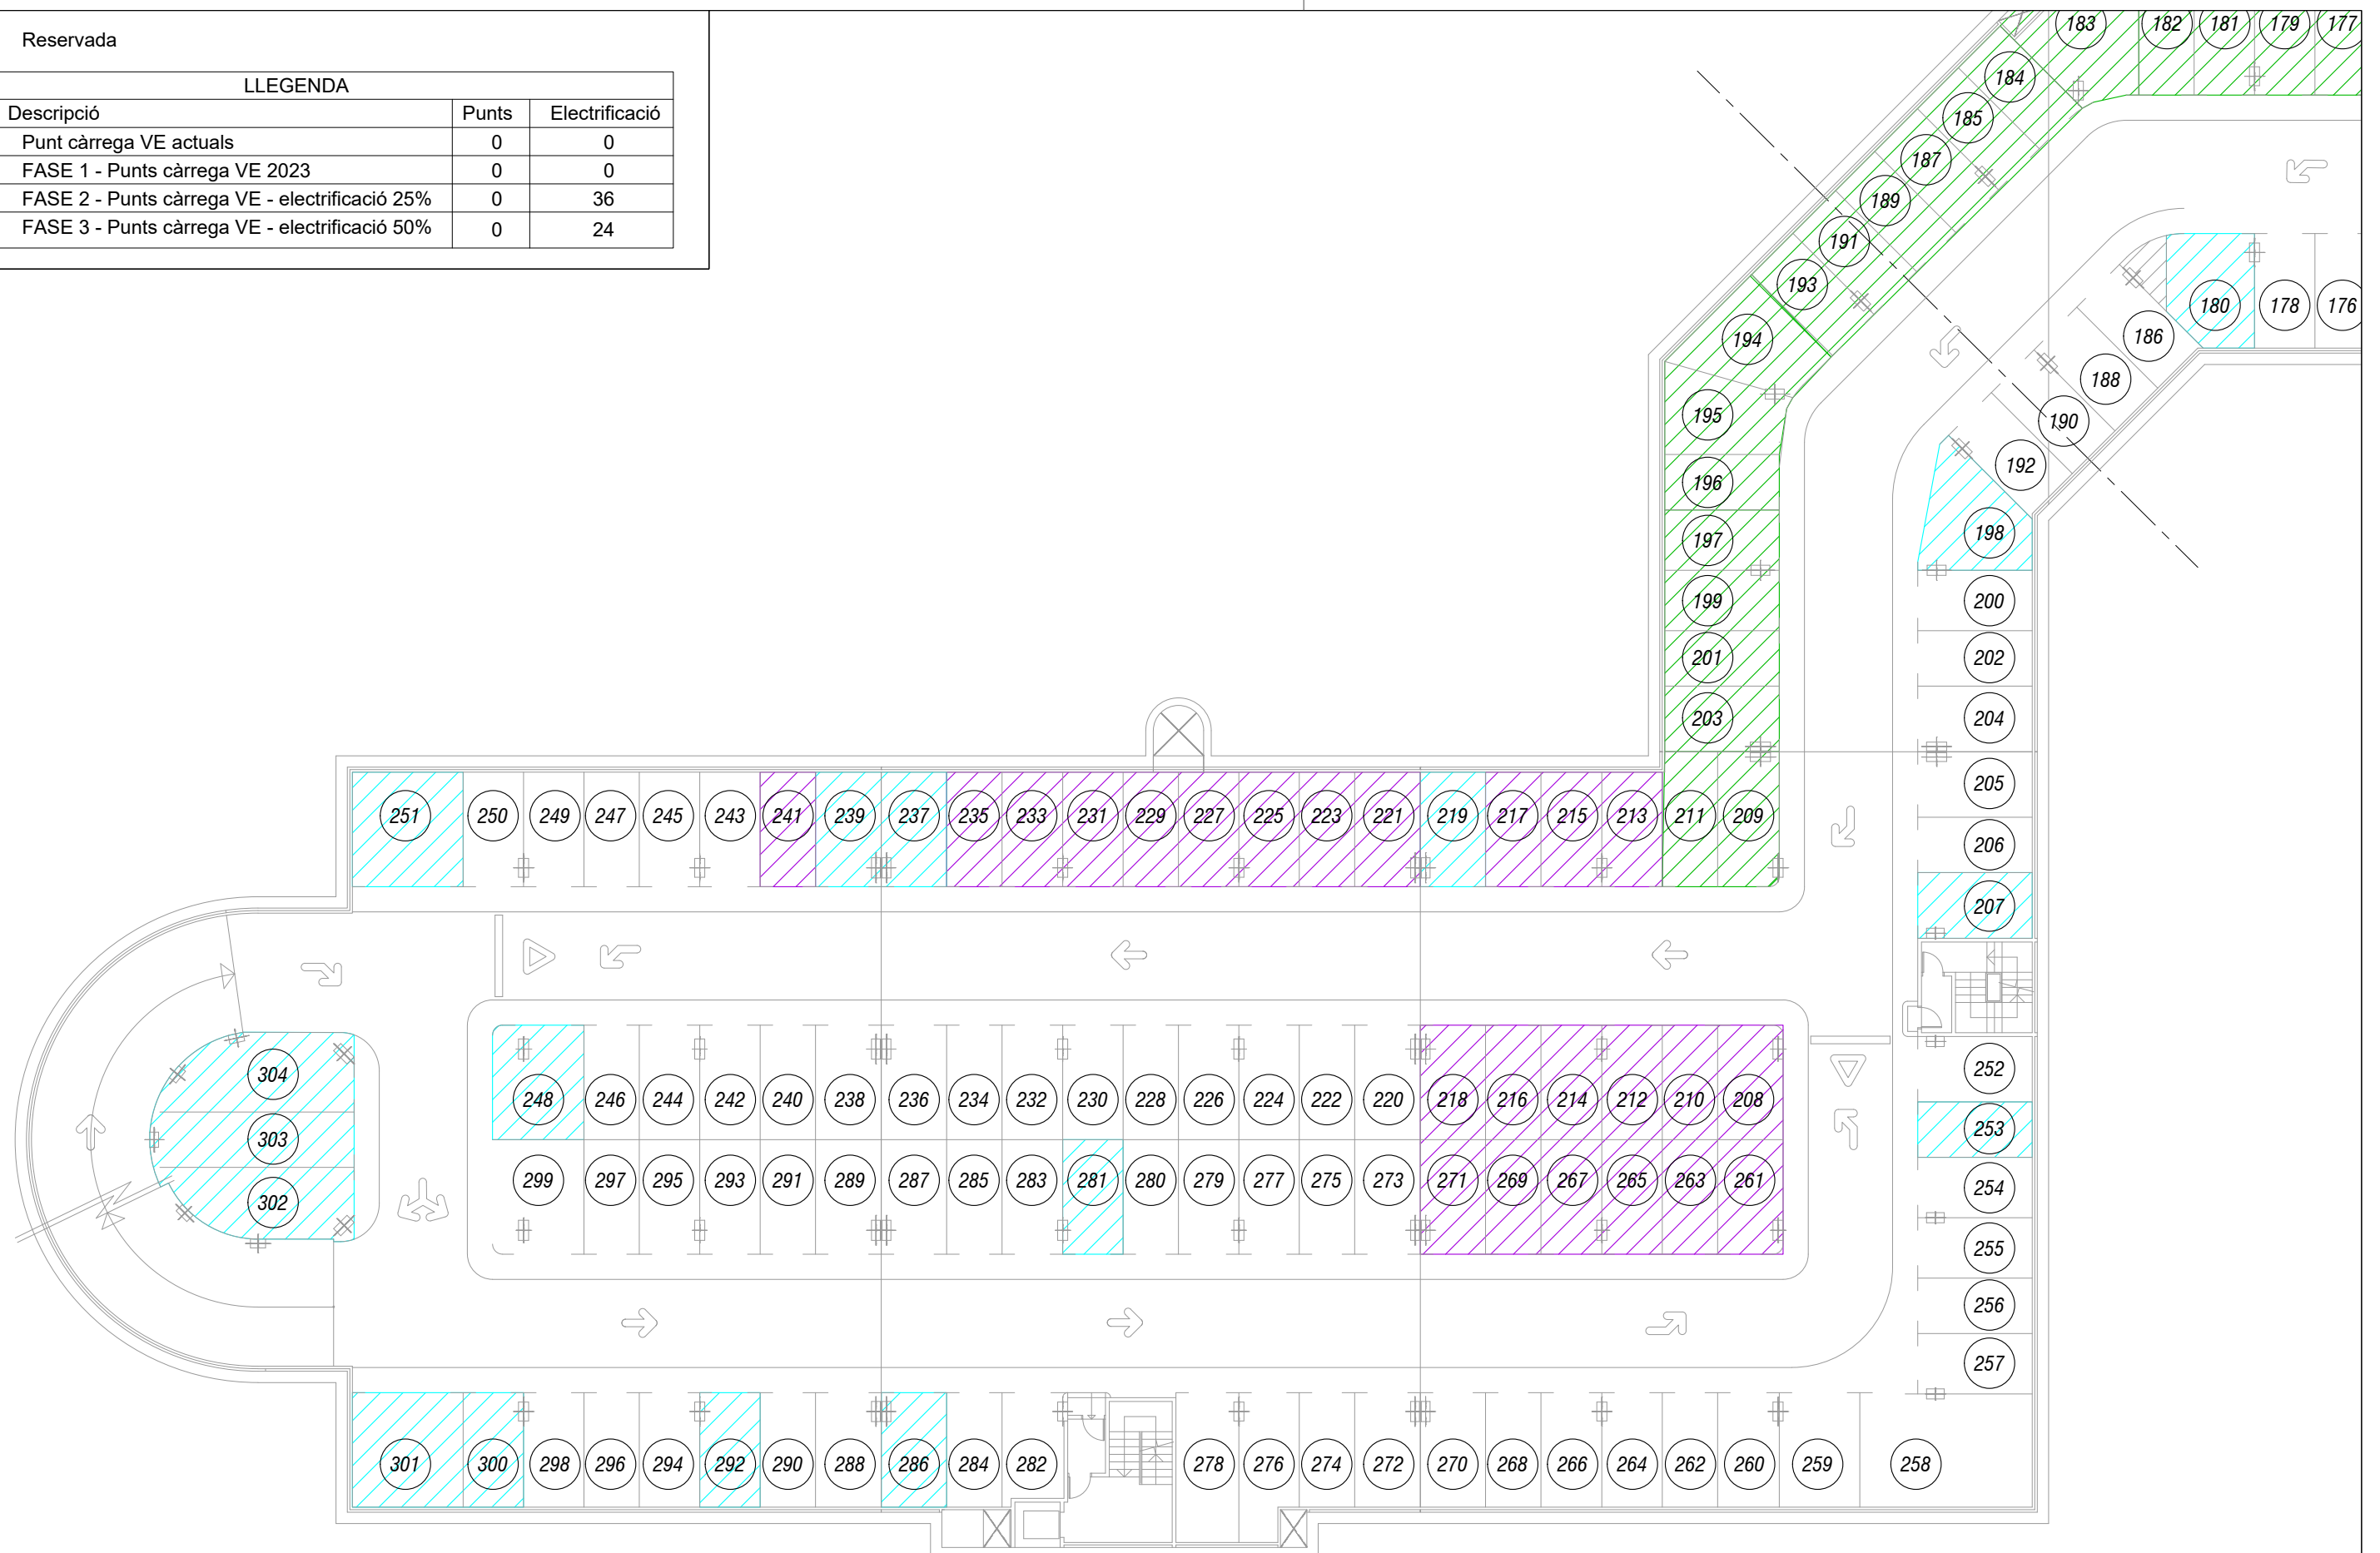 Reservada
LLEGENDA
Descripció Punts Electrificació
Punt càrrega VE actuals 0 0
FASE 1 - Punts càrrega VE 2023 0 0
FASE 2 - Punts càrrega VE - electrificació 25% 0 36
FASE 3 - Punts càrrega VE - electrificació 50% 0 24
183 182 181 179 177
184
185
187
189
191
193
180 178 176
186
194
188
195
190
192
196
198
197
199 200
201 202
203 204
205
251 250 249 247 245 243 241 239 237 235 233 231 229 227 225 223 221 219 217 215 213 211 209
206
207
252
304
248 246 244 242 240 238 236 234 232 230 228 226 224 222 220 218 216 214 212 210 208
253
303
299 297 295 293 291 289 287 285 283 281 280 279 277 275 273 271 269 267 265 263 261
254
302
255
256
257
301 300 298 296 294 292 290 288 286 284 282 278 276 274 272 270 268 266 264 262 260 259 258